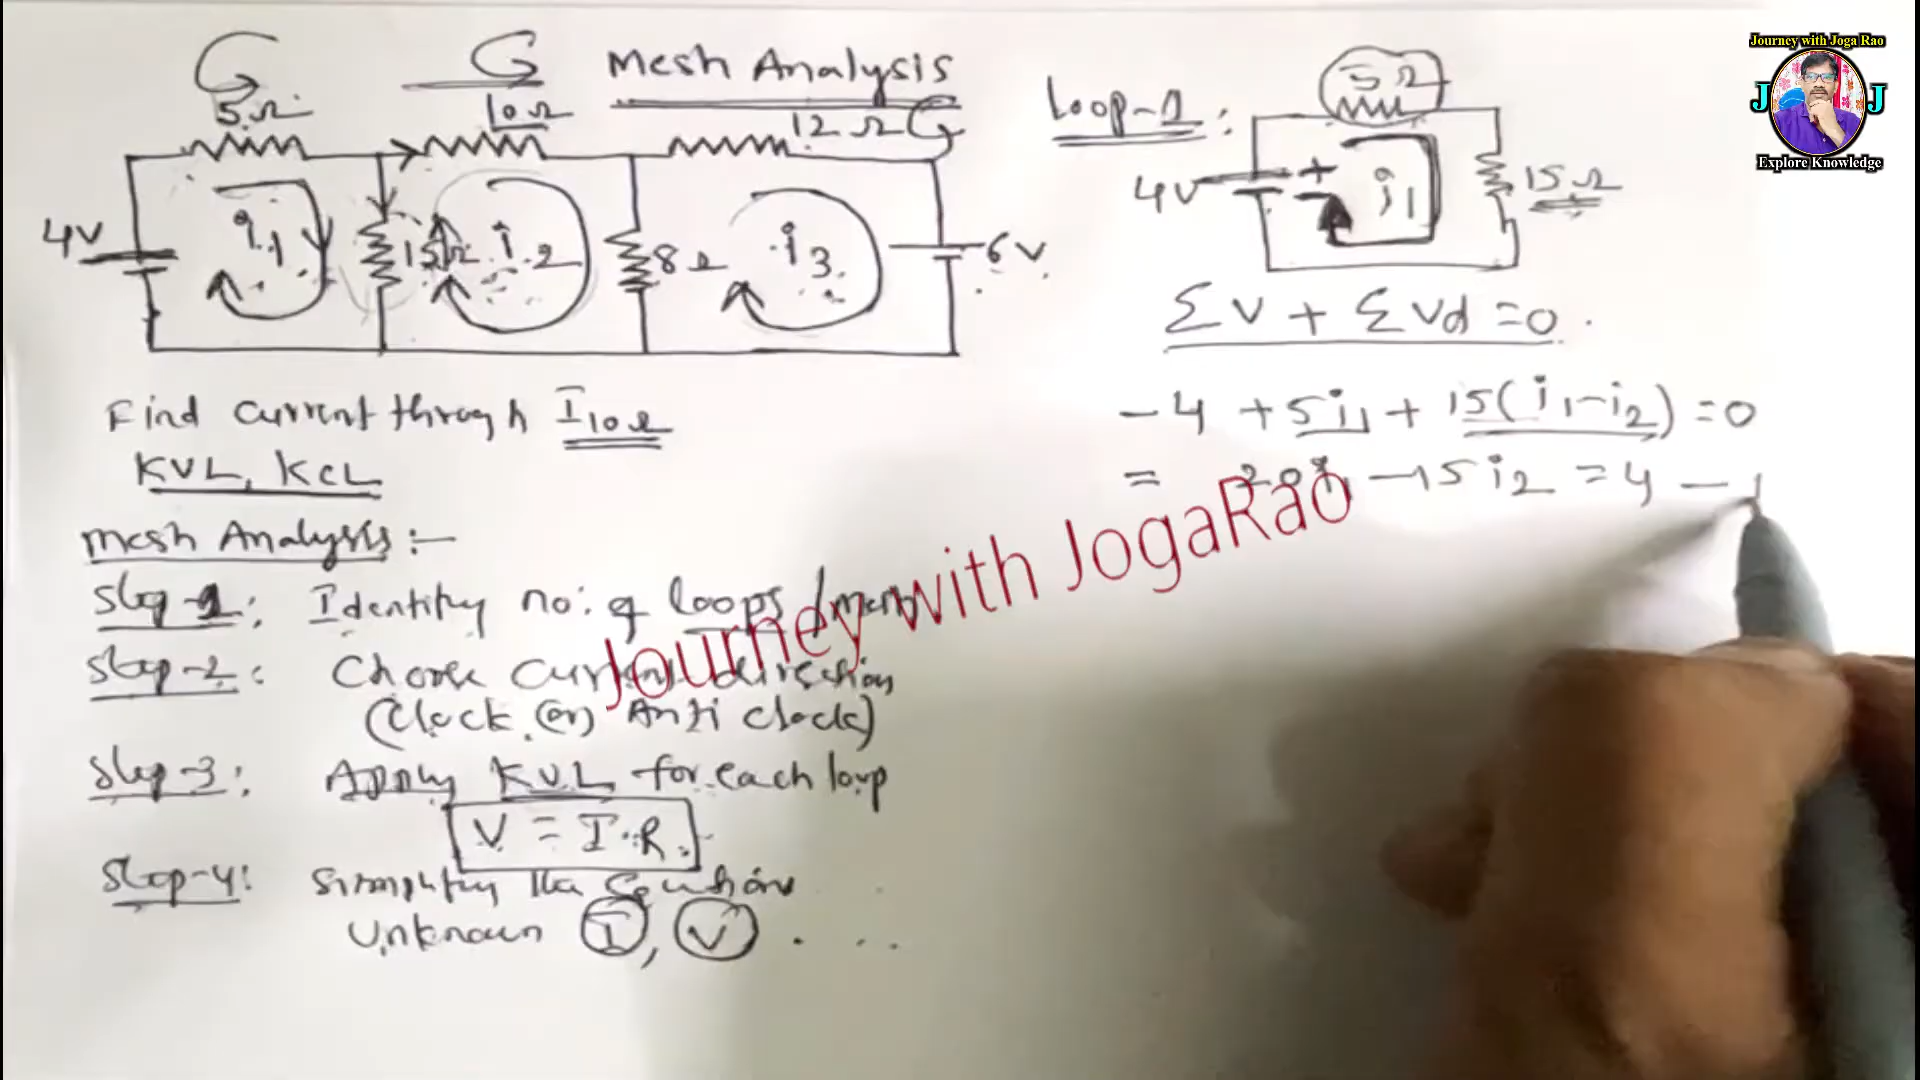 Mesh Analysis
5Ω
10Ω
12Ω
4V
i1
15Ω
i2
8Ω
i3
6V
Find current through I10Ω
KVL, KCL
Mesh Analysis :-
Step-1: Identify no: of loops /mesh
Step-2: Choose current direction
(Clock (or) Anti clock)
Step-3: Apply KVL for each loop
V = I·R
Step-4: Simplifying the equations
Unknown I, V
Loop-1 :
5Ω
4V
+
-
i1
15Ω
ΣV + ΣVd = 0
-4 + 5i1 + 15(i1-i2) = 0
= 20i1 - 15i2 = 4 - 1
Journey with JogaRao
Journey with Joga Rao
J J
Explore Knowledge